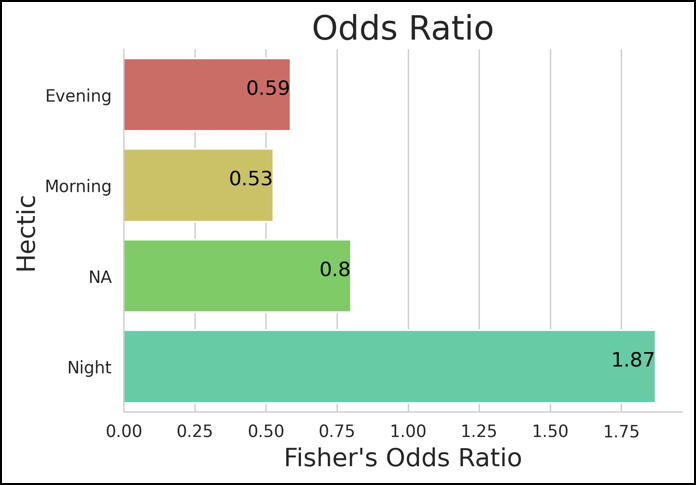 Odds Ratio
Hectic
Evening
0.59
Morning
0.53
NA
0.8
Night
1.87
0.00 0.25 0.50 0.75 1.00 1.25 1.50 1.75
Fisher's Odds Ratio